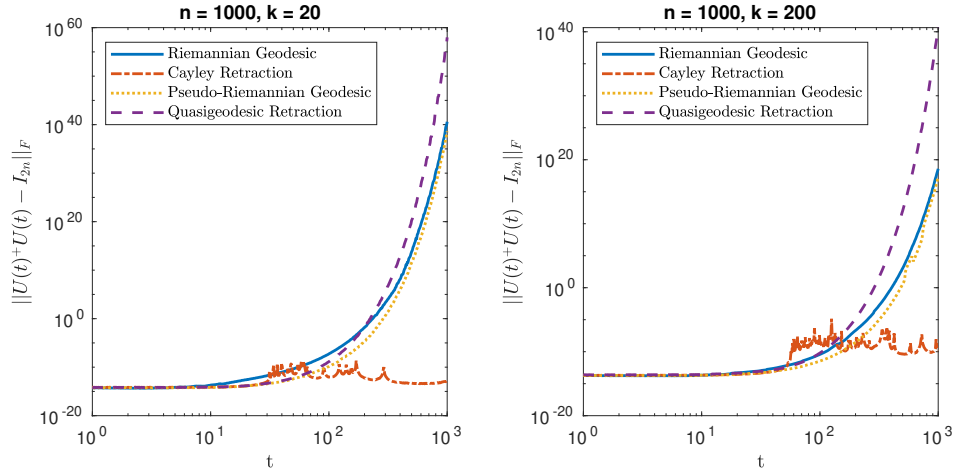 n = 1000, k = 20
Riemannian Geodesic
Cayley Retraction
Pseudo-Riemannian Geodesic
Quasigeodesic Retraction
10^60
10^40
10^20
10^0
10^-20
||U(t)^+U(t) − I_{2n}||_F
10^0 10^1 10^2 10^3
t
n = 1000, k = 200
Riemannian Geodesic
Cayley Retraction
Pseudo-Riemannian Geodesic
Quasigeodesic Retraction
10^40
10^20
10^0
10^-20
||U(t)^+U(t) − I_{2n}||_F
10^0 10^1 10^2 10^3
t